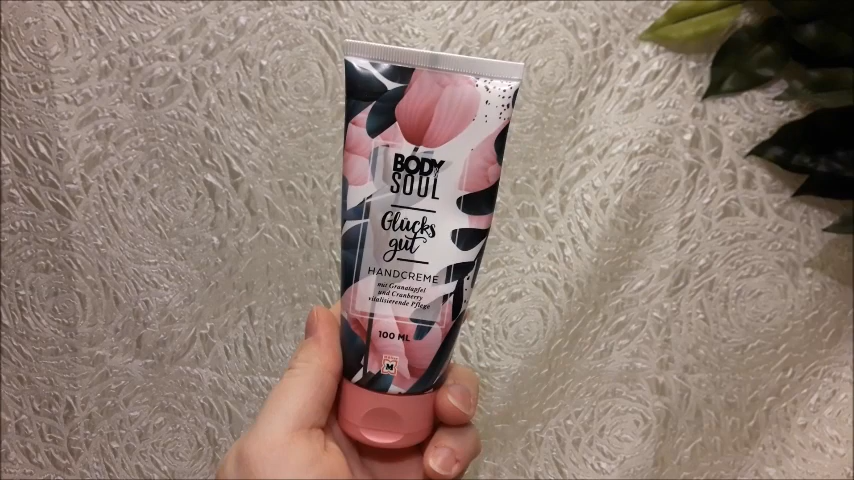 BODY
SOUL
Glücks
gut
HANDCREME
mit Granatapfel
und Cranberry
vitalisierende Pflege
100 ML